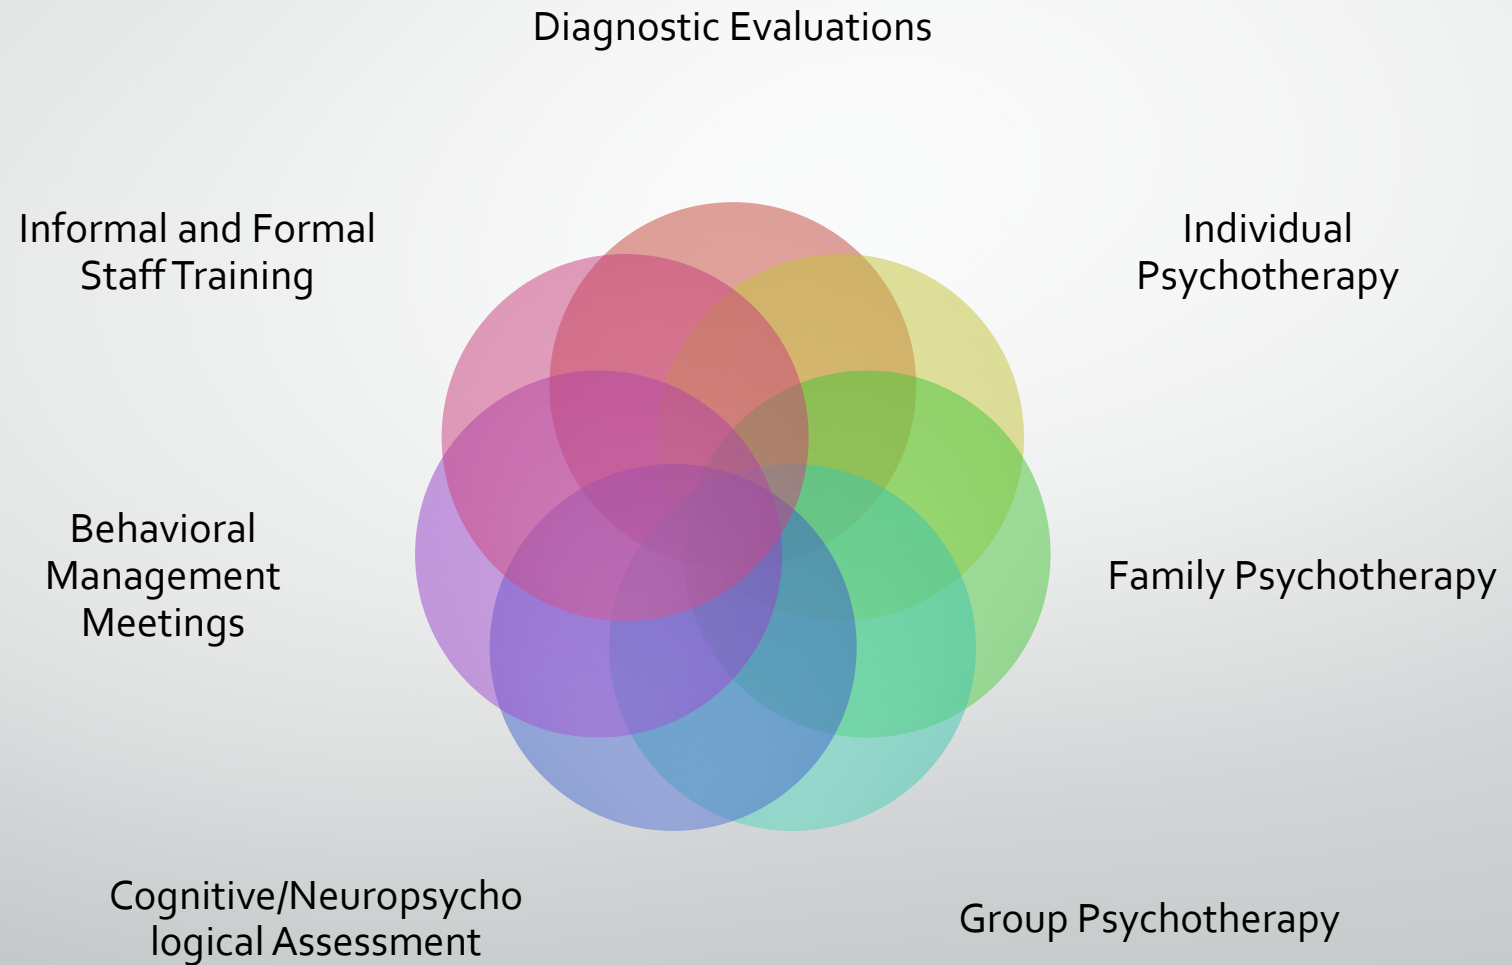 Diagnostic Evaluations
Informal and Formal
Staff Training
Individual
Psychotherapy
Behavioral
Management
Meetings
Family Psychotherapy
Cognitive/Neuropsycho
logical Assessment
Group Psychotherapy